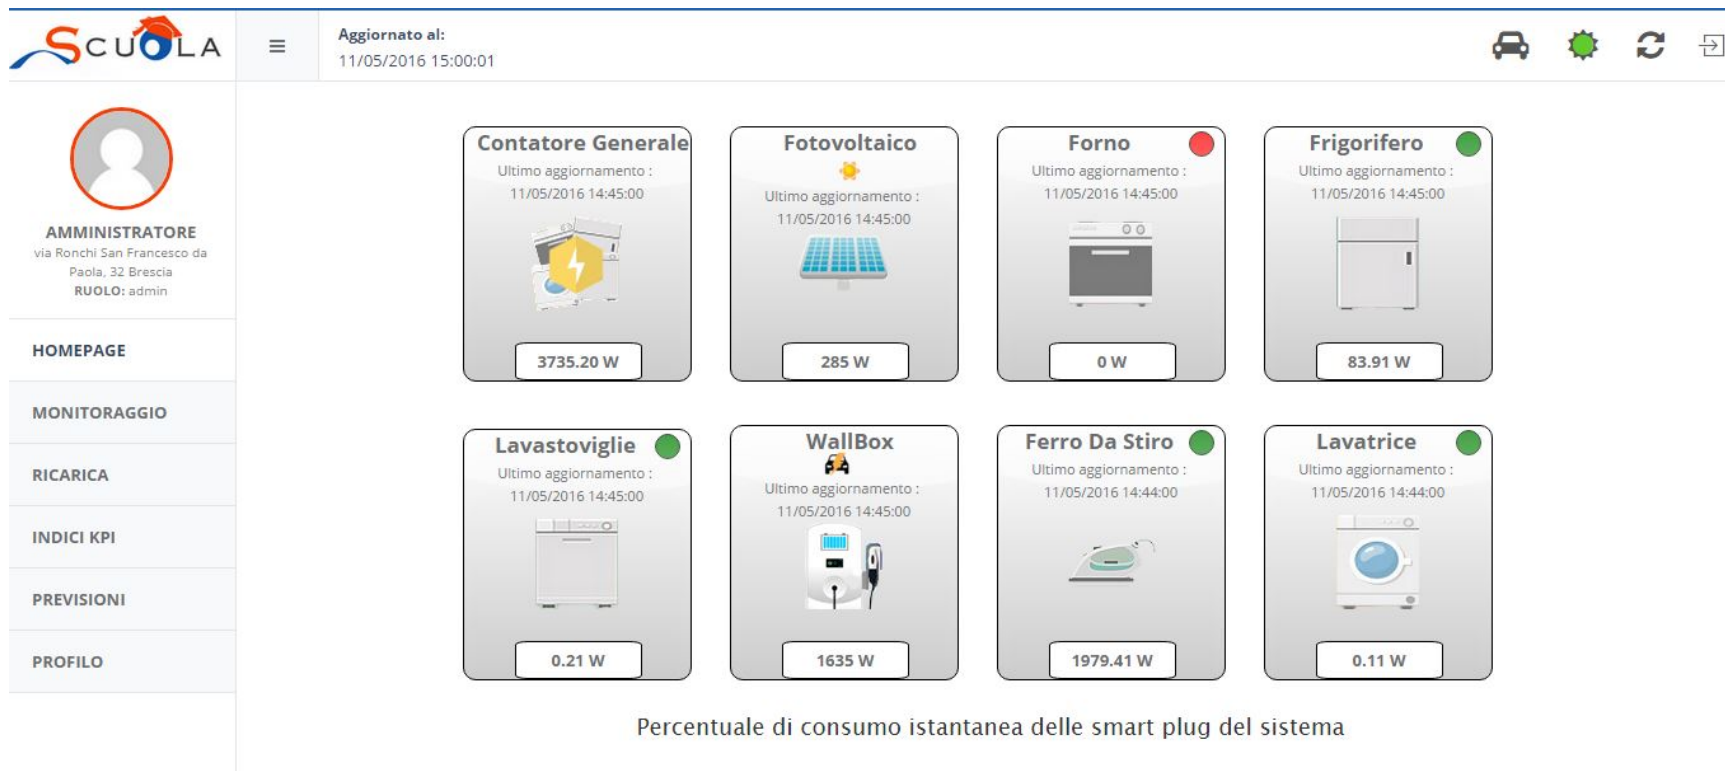 SCUOLA
Aggiornato al:
11/05/2016 15:00:01
AMMINISTRATORE
via Ronchi San Francesco da
Paola, 32 Brescia
RUOLO: admin
HOMEPAGE
MONITORAGGIO
RICARICA
INDICI KPI
PREVISIONI
PROFILO
Contatore Generale
Ultimo aggiornamento :
11/05/2016 14:45:00
3735.20 W
Fotovoltaico
Ultimo aggiornamento :
11/05/2016 14:45:00
285 W
Forno
Ultimo aggiornamento :
11/05/2016 14:45:00
0 W
Frigorifero
Ultimo aggiornamento :
11/05/2016 14:45:00
83.91 W
Lavastoviglie
Ultimo aggiornamento :
11/05/2016 14:45:00
0.21 W
WallBox
Ultimo aggiornamento :
11/05/2016 14:45:00
1635 W
Ferro Da Stiro
Ultimo aggiornamento :
11/05/2016 14:44:00
1979.41 W
Lavatrice
Ultimo aggiornamento :
11/05/2016 14:44:00
0.11 W
Percentuale di consumo istantanea delle smart plug del sistema